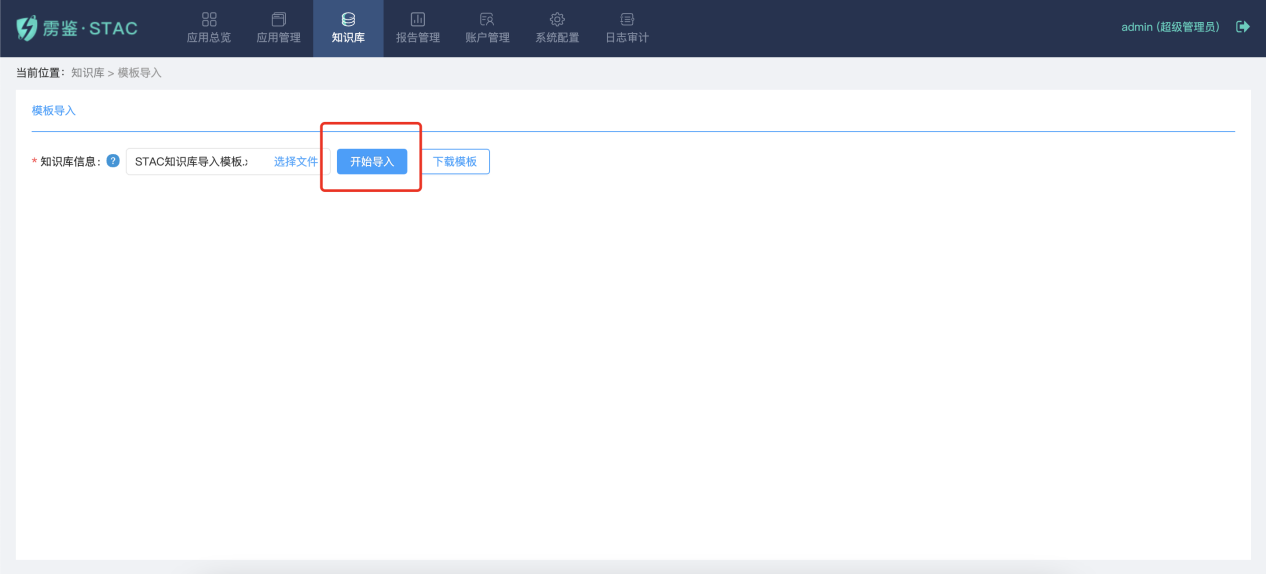 雳鉴·STAC
应用总览
应用管理
知识库
报告管理
账户管理
系统配置
日志审计
admin (超级管理员)
当前位置: 知识库 > 模板导入
模板导入
* 知识库信息: ? STAC知识库导入模板. 选择文件 开始导入 下载模板